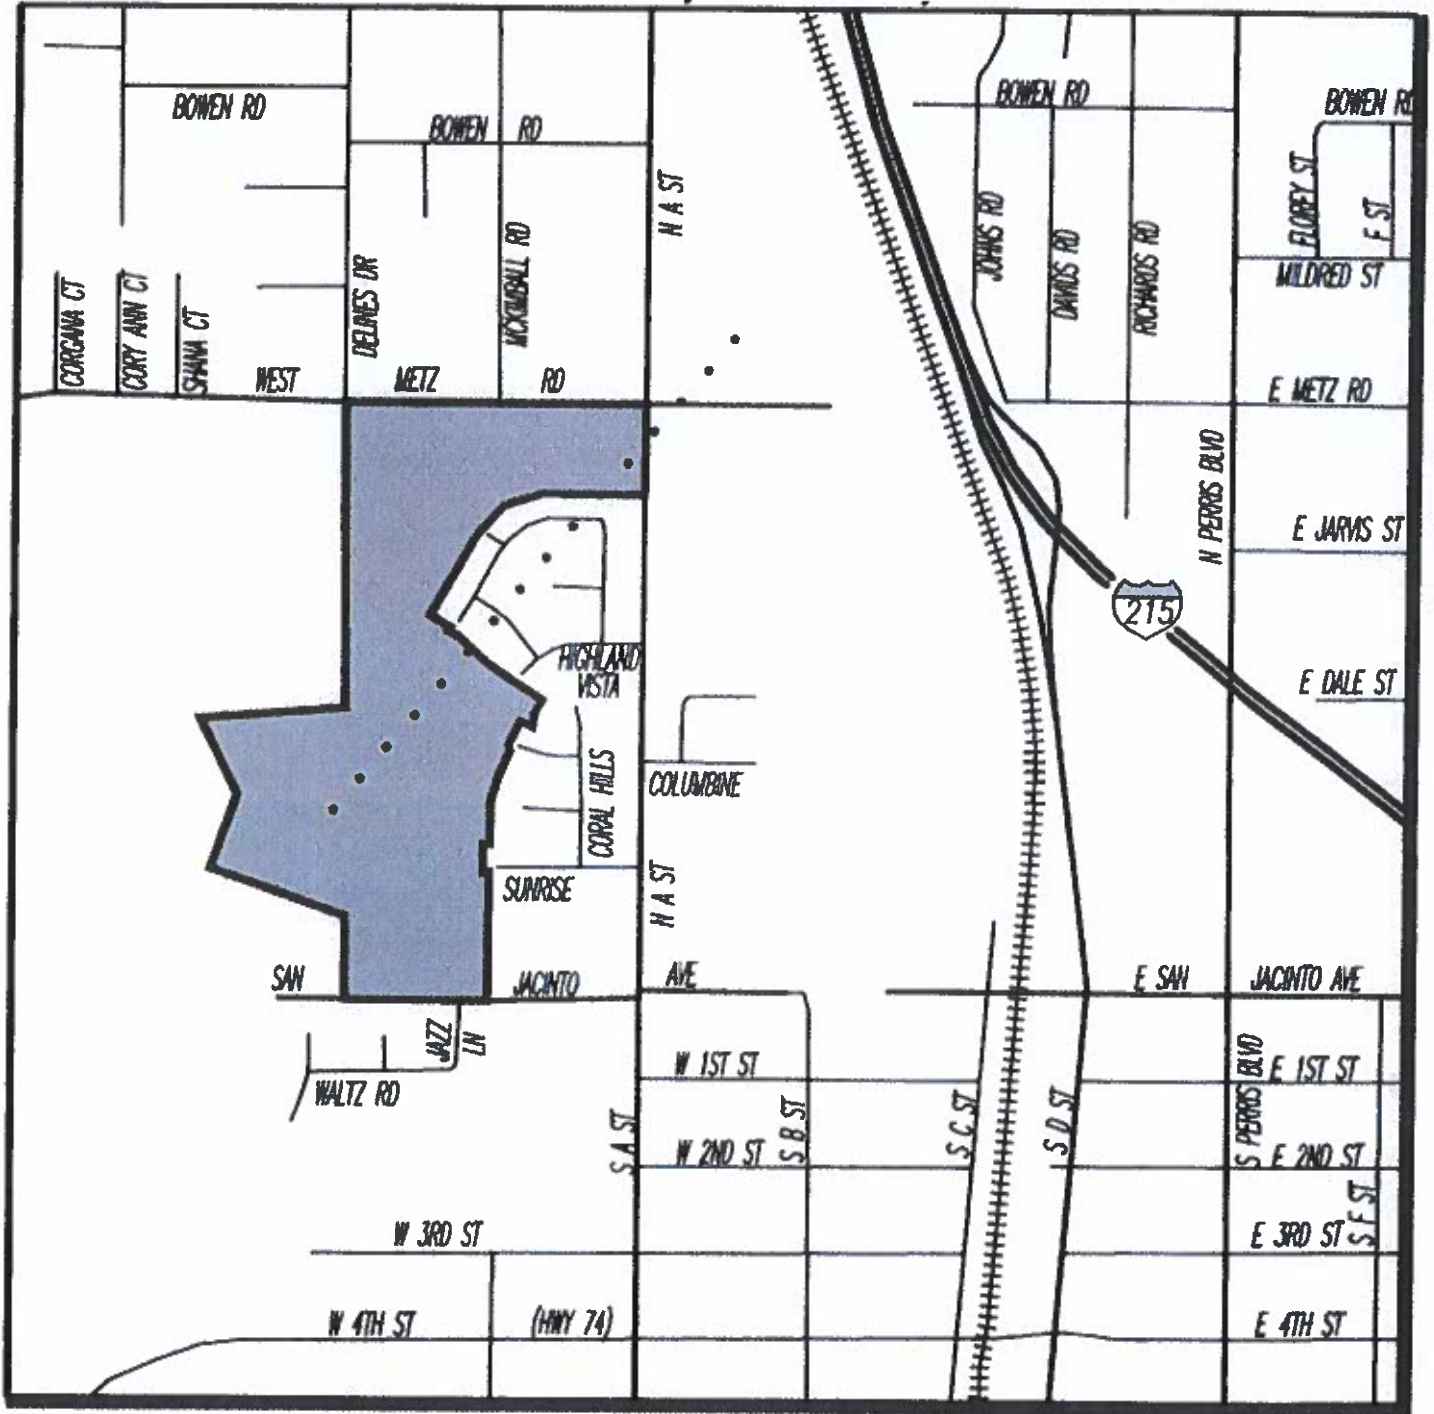 BOWEN RD
BOWEN RD
BOWEN RD
BOWEN RD
N A ST
FLOREY ST
F ST
MILDRED ST
JOHNS RD
DAVIDS RD
RICHARDS RD
DELINES DR
MCKIMBALL RD
CORGANA CT
CORY ANN CT
SHANA CT
WEST METZ RD
E METZ RD
N PERRIS BLVD
E JARVIS ST
215
HIGHLAND
VISTA
E DALE ST
CORAL HILLS
COLUMBINE
SUNRISE
N A ST
SAN JACINTO AVE
E SAN JACINTO AVE
JAZZ
LN
WALTZ RD
W 1ST ST
E 1ST ST
S A ST
S B ST
S C ST
S D ST
S PERRIS BLVD
W 2ND ST
E 2ND ST
S F ST
W 3RD ST
E 3RD ST
W 4TH ST (HWY 74)
E 4TH ST